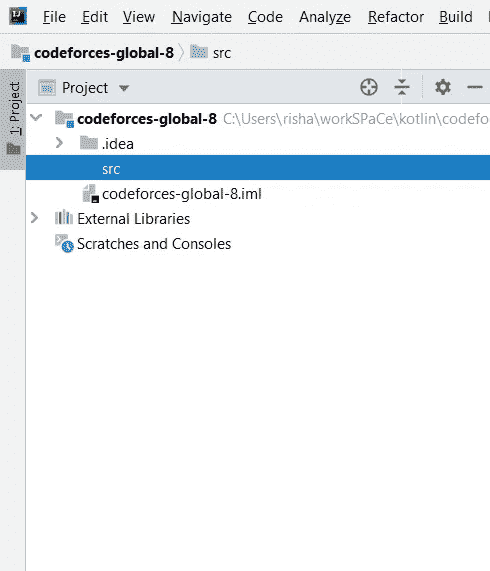 File Edit View Navigate Code Analyze Refactor Build
codeforces-global-8 src
1: Project
Project
codeforces-global-8 C:\Users\risha\workSPaCe\kotlin\codefo
.idea
src
codeforces-global-8.iml
External Libraries
Scratches and Consoles